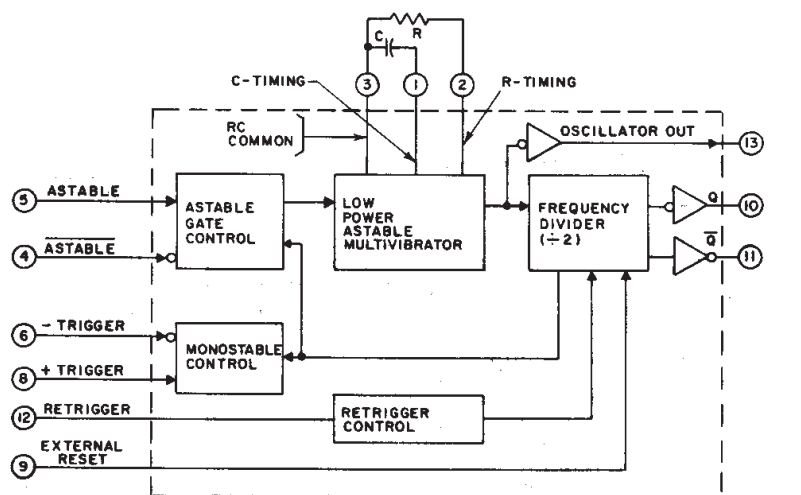 C
R
3
1
2
C-TIMING
R-TIMING
RC
COMMON
OSCILLATOR OUT
13
5
ASTABLE
ASTABLE
GATE
CONTROL
LOW
POWER
ASTABLE
MULTIVIBRATOR
FREQUENCY
DIVIDER
(÷2)
Q
10
4
A̅S̅T̅A̅B̅L̅E̅
Q̅
11
6
- TRIGGER
MONOSTABLE
CONTROL
8
+ TRIGGER
12
RETRIGGER
RETRIGGER
CONTROL
9
EXTERNAL
RESET